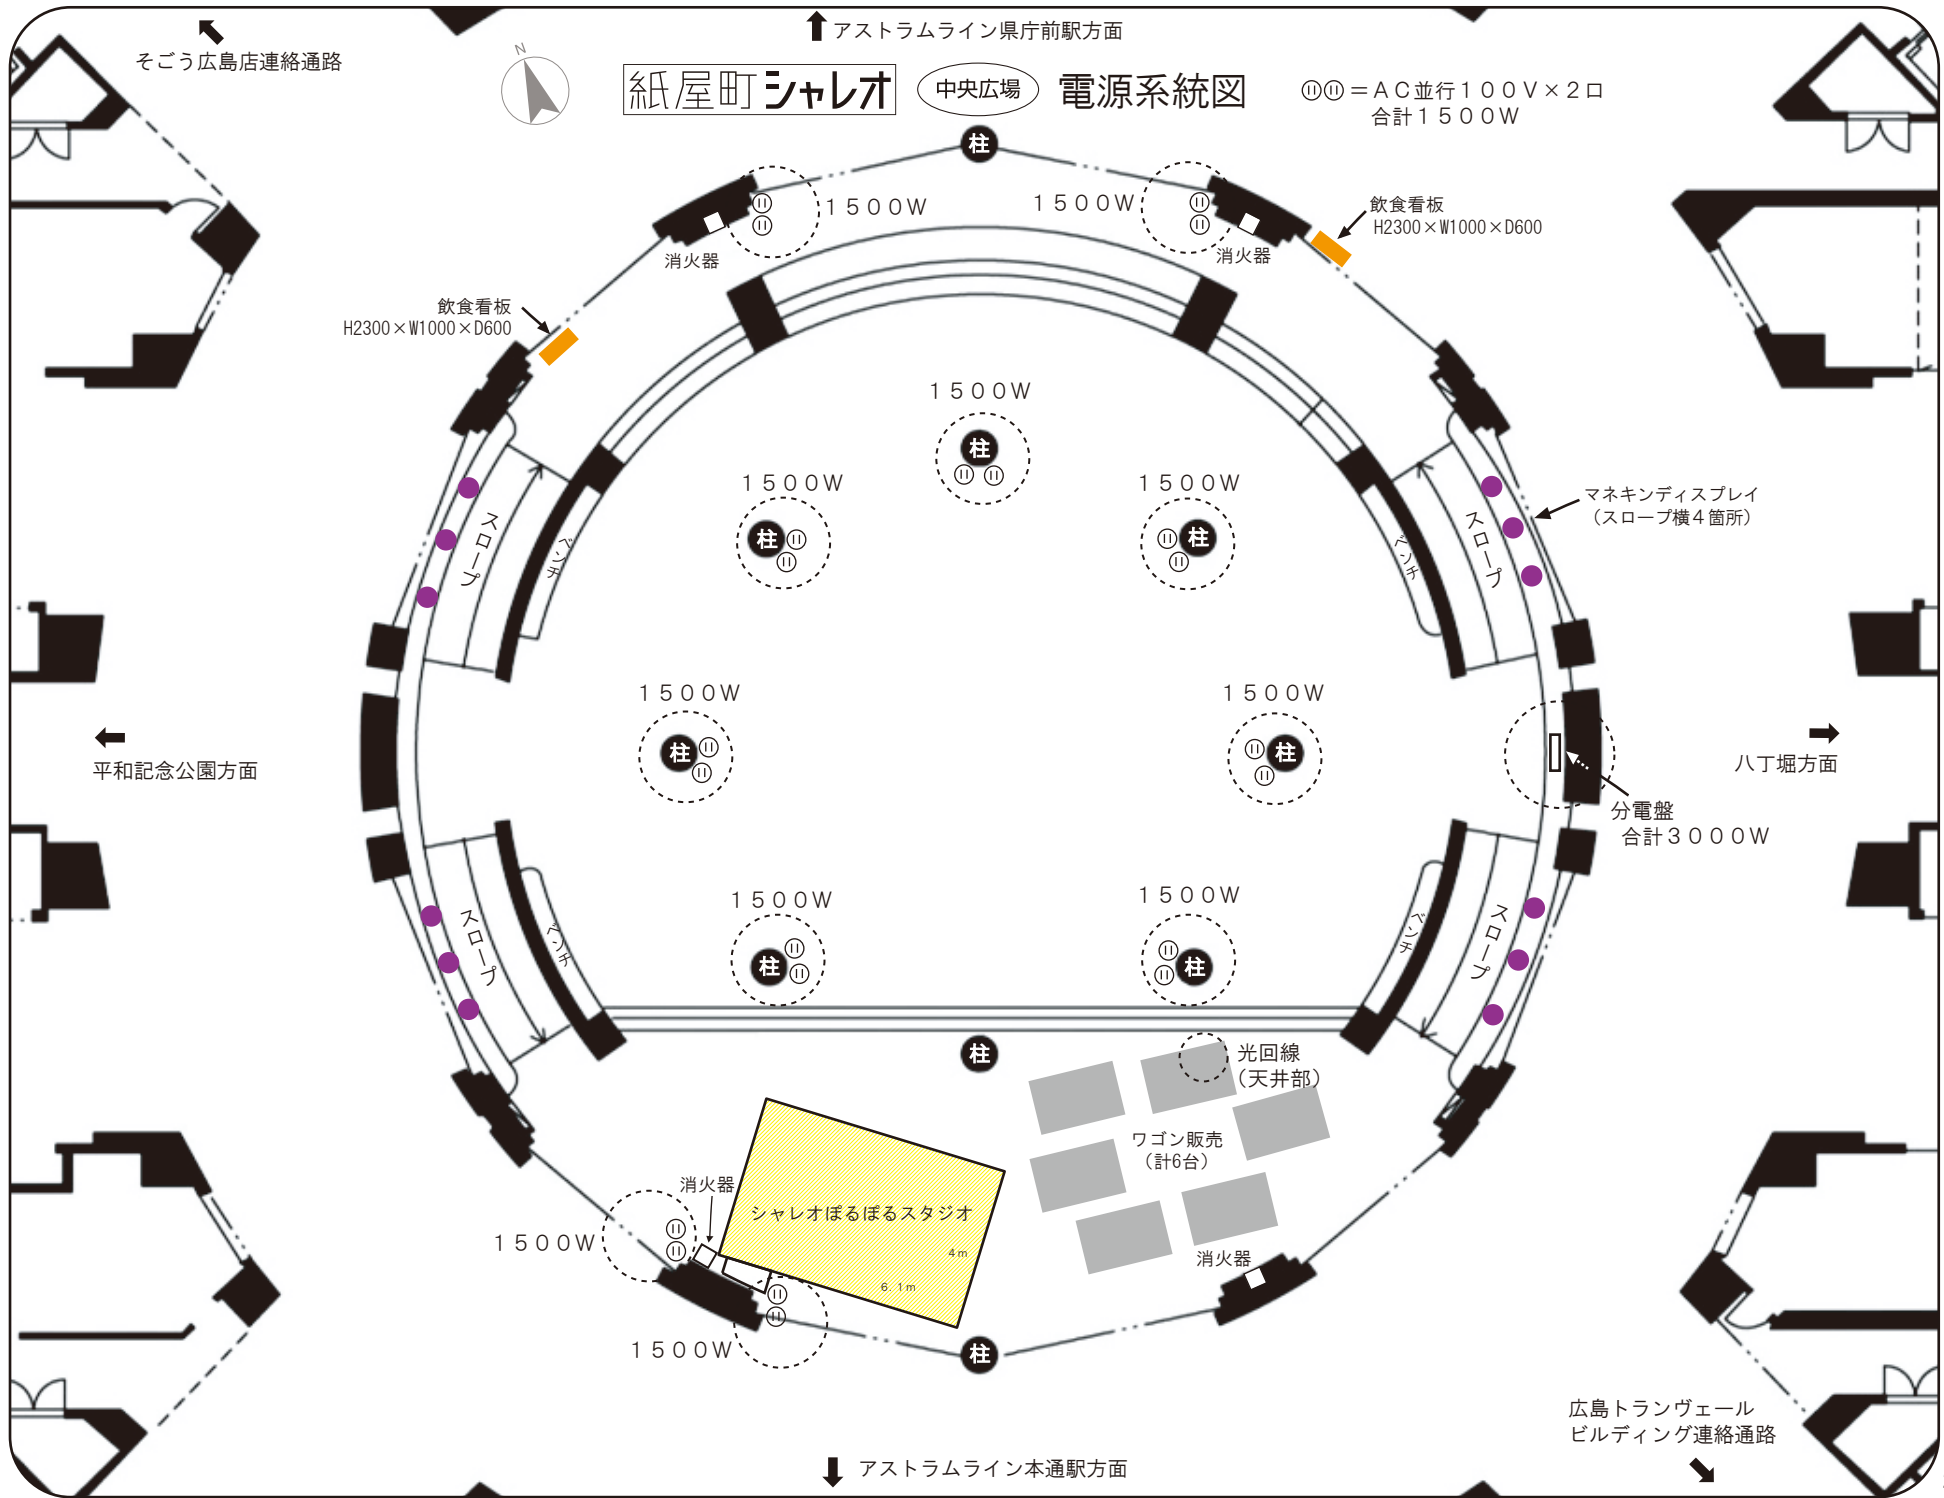 アストラムライン県庁前駅方面
そごう広島店連絡通路
N
紙屋町シャレオ
中央広場
電源系統図
=AC並行100V×2口
合計1500W
柱
1500W
1500W
飲食看板
H2300×W1000×D600
消火器
消火器
飲食看板
H2300×W1000×D600
1500W
柱
1500W
柱
1500W
柱
マネキンディスプレイ
(スロープ横4箇所)
スロープ
ベンチ
ベンチ
スロープ
1500W
柱
1500W
柱
平和記念公園方面
八丁堀方面
分電盤
合計3000W
1500W
柱
1500W
柱
スロープ
ベンチ
ベンチ
スロープ
柱
光回線
(天井部)
ワゴン販売
(計6台)
消火器
シャレオぽるぽるスタジオ
4m
6.1m
1500W
消火器
1500W
柱
広島トランヴェール
ビルディング連絡通路
アストラムライン本通駅方面